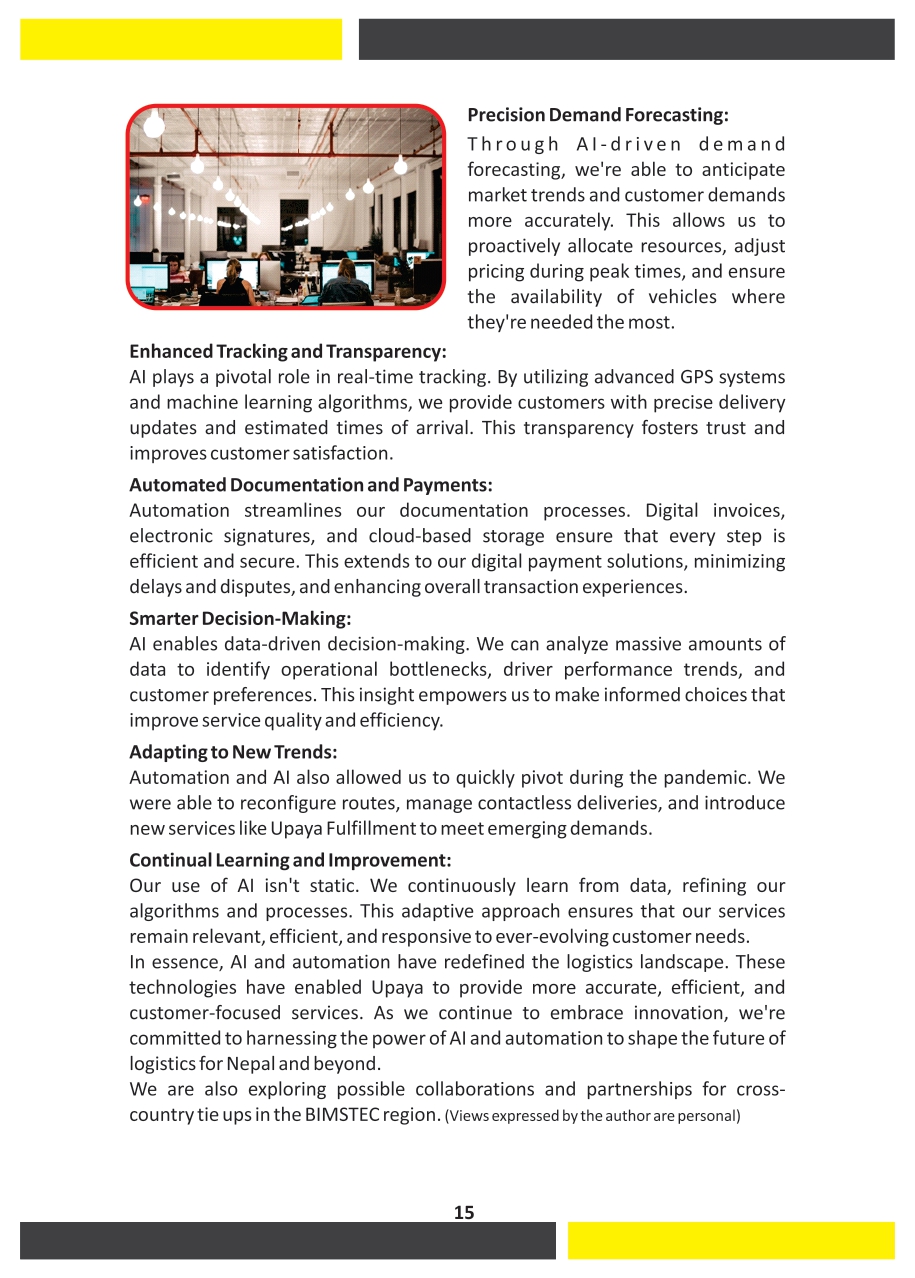 Precision Demand Forecasting:
Through AI-driven demand
forecasting, we're able to anticipate
market trends and customer demands
more accurately. This allows us to
proactively allocate resources, adjust
pricing during peak times, and ensure
the availability of vehicles where
they're needed the most.
Enhanced Tracking and Transparency:
AI plays a pivotal role in real-time tracking. By utilizing advanced GPS systems
and machine learning algorithms, we provide customers with precise delivery
updates and estimated times of arrival. This transparency fosters trust and
improves customer satisfaction.
Automated Documentation and Payments:
Automation streamlines our documentation processes. Digital invoices,
electronic signatures, and cloud-based storage ensure that every step is
efficient and secure. This extends to our digital payment solutions, minimizing
delays and disputes, and enhancing overall transaction experiences.
Smarter Decision-Making:
AI enables data-driven decision-making. We can analyze massive amounts of
data to identify operational bottlenecks, driver performance trends, and
customer preferences. This insight empowers us to make informed choices that
improve service quality and efficiency.
Adapting to New Trends:
Automation and AI also allowed us to quickly pivot during the pandemic. We
were able to reconfigure routes, manage contactless deliveries, and introduce
new services like Upaya Fulfillment to meet emerging demands.
Continual Learning and Improvement:
Our use of AI isn't static. We continuously learn from data, refining our
algorithms and processes. This adaptive approach ensures that our services
remain relevant, efficient, and responsive to ever-evolving customer needs.
In essence, AI and automation have redefined the logistics landscape. These
technologies have enabled Upaya to provide more accurate, efficient, and
customer-focused services. As we continue to embrace innovation, we're
committed to harnessing the power of AI and automation to shape the future of
logistics for Nepal and beyond.
We are also exploring possible collaborations and partnerships for cross-
country tie ups in the BIMSTEC region. (Views expressed by the author are personal)
15